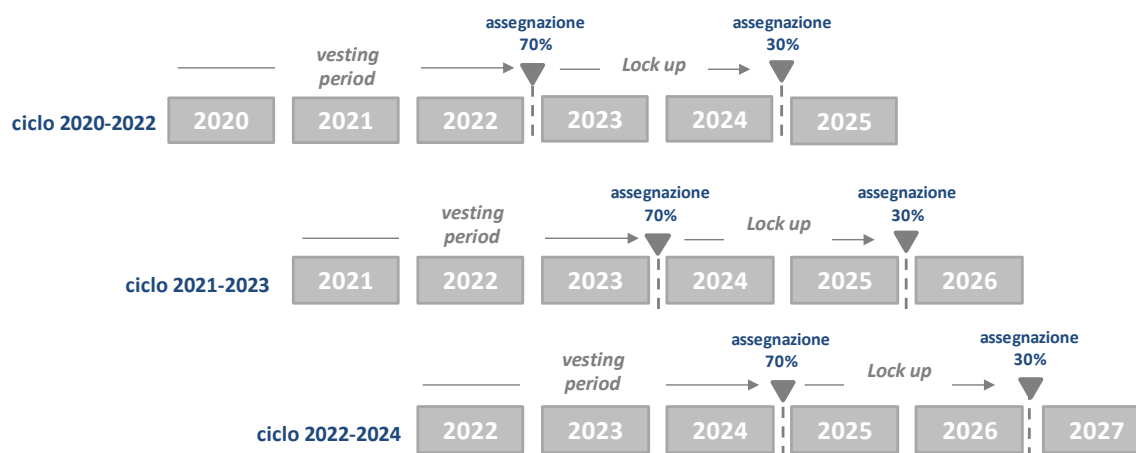 assegnazione
70%
assegnazione
30%
vesting
period
Lock up
ciclo 2020-2022
2020
2021
2022
2023
2024
2025
assegnazione
70%
assegnazione
30%
vesting
period
Lock up
ciclo 2021-2023
2021
2022
2023
2024
2025
2026
assegnazione
70%
assegnazione
30%
vesting
period
Lock up
ciclo 2022-2024
2022
2023
2024
2025
2026
2027